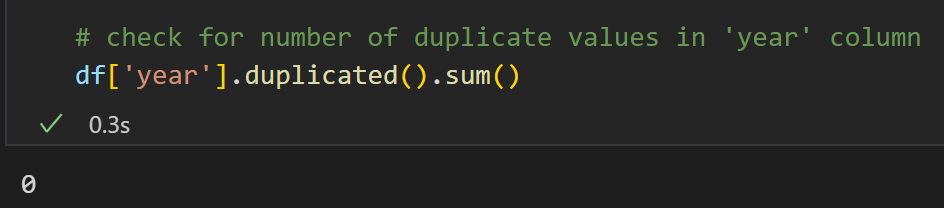 # check for number of duplicate values in 'year' column
df['year'].duplicated().sum()
0.3s
0